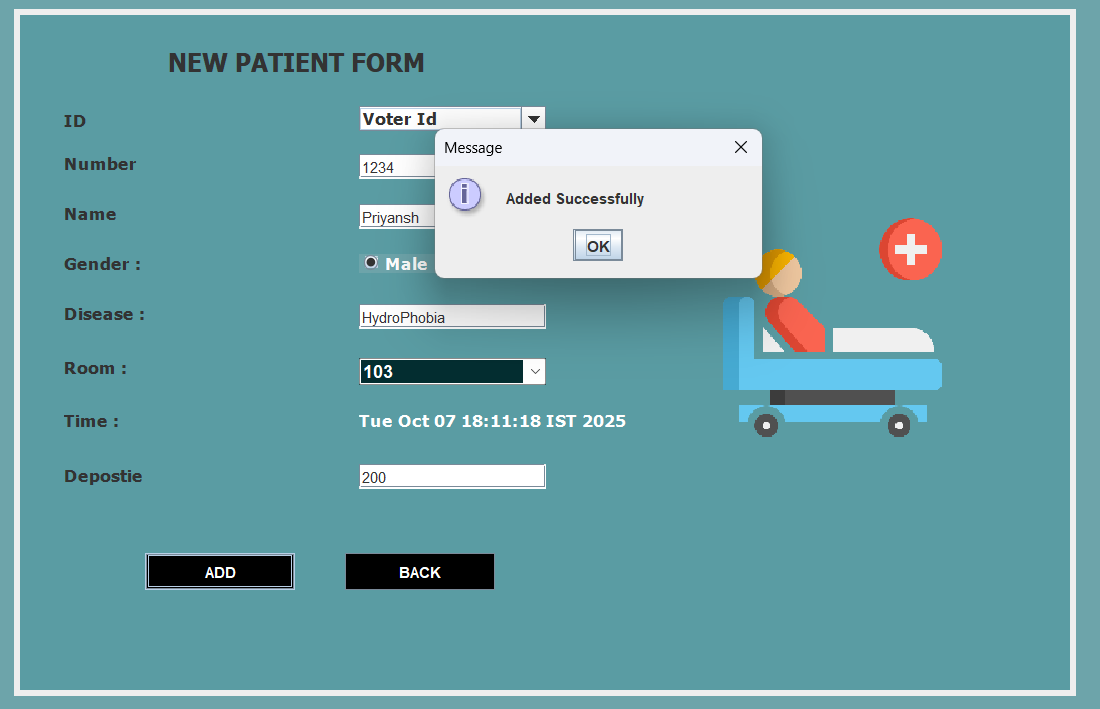 NEW PATIENT FORM
ID Voter Id
Message
Number 1234
Added Successfully
Name Priyansh
OK
Gender : Male
Disease : HydroPhobia
Room : 103
Time : Tue Oct 07 18:11:18 IST 2025
Depostie 200
ADD BACK